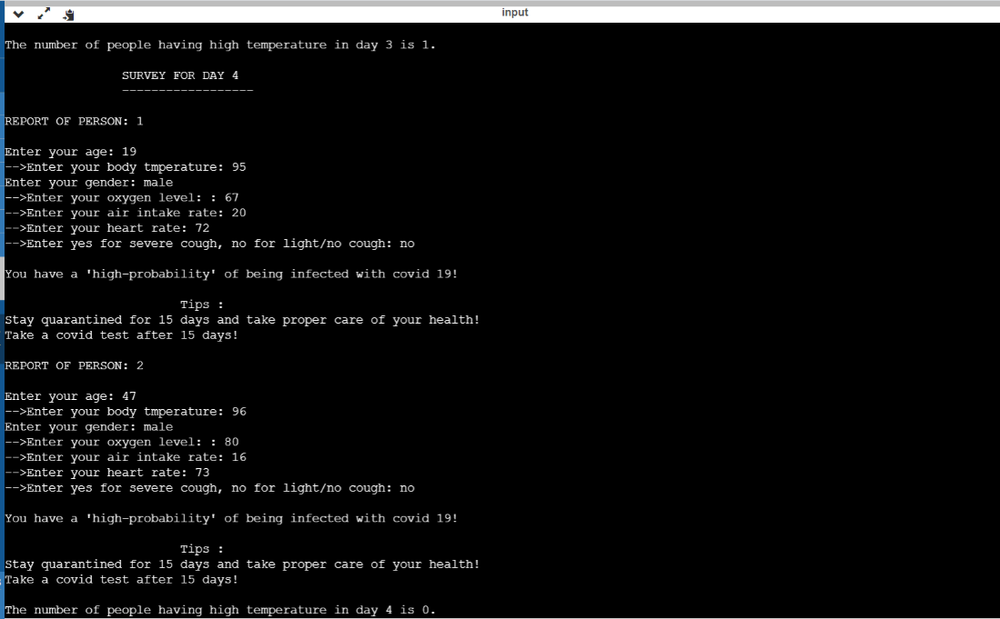 input
The number of people having high temperature in day 3 is 1.
SURVEY FOR DAY 4
------------------
REPORT OF PERSON: 1
Enter your age: 19
-->Enter your body tmperature: 95
Enter your gender: male
-->Enter your oxygen level: : 67
-->Enter your air intake rate: 20
-->Enter your heart rate: 72
-->Enter yes for severe cough, no for light/no cough: no
You have a 'high-probability' of being infected with covid 19!
Tips :
Stay quarantined for 15 days and take proper care of your health!
Take a covid test after 15 days!
REPORT OF PERSON: 2
Enter your age: 47
-->Enter your body tmperature: 96
Enter your gender: male
-->Enter your oxygen level: : 80
-->Enter your air intake rate: 16
-->Enter your heart rate: 73
-->Enter yes for severe cough, no for light/no cough: no
You have a 'high-probability' of being infected with covid 19!
Tips :
Stay quarantined for 15 days and take proper care of your health!
Take a covid test after 15 days!
The number of people having high temperature in day 4 is 0.